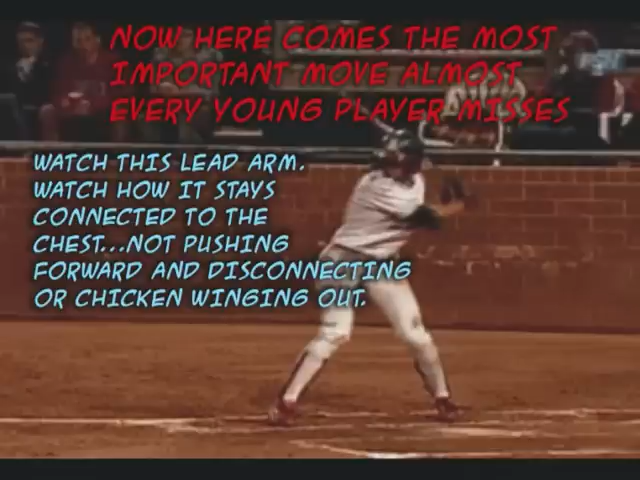 NOW HERE COMES THE MOST
IMPORTANT MOVE ALMOST
EVERY YOUNG PLAYER MISSES
WATCH THIS LEAD ARM.
WATCH HOW IT STAYS
CONNECTED TO THE
CHEST...NOT PUSHING
FORWARD AND DISCONNECTING
OR CHICKEN WINGING OUT.